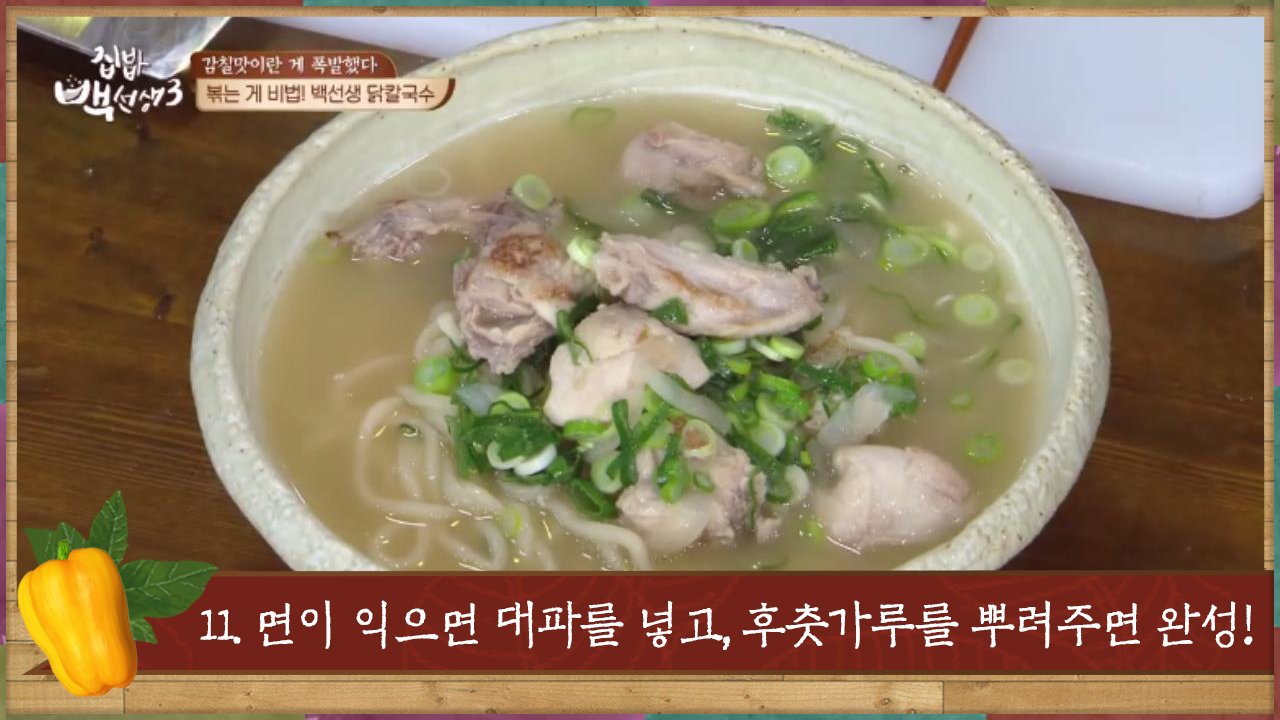 집밥
백선생3
감칠맛이란 게 폭발했다
볶는 게 비법! 백선생 닭칼국수
11. 면이 익으면 대파를 넣고, 후춧가루를 뿌려주면 완성!